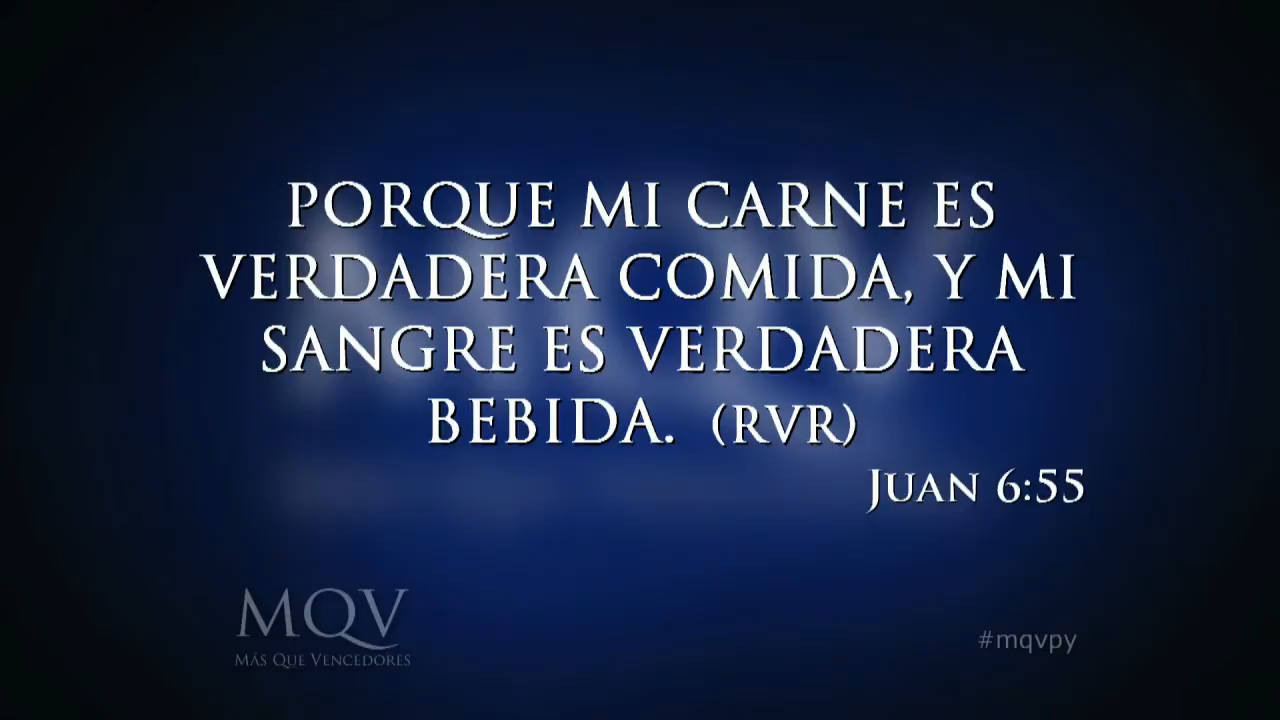 PORQUE MI CARNE ES
VERDADERA COMIDA, Y MI
SANGRE ES VERDADERA
BEBIDA. (RVR)
JUAN 6:55
MQV
MÁS QUE VENCEDORES
#mqvpy